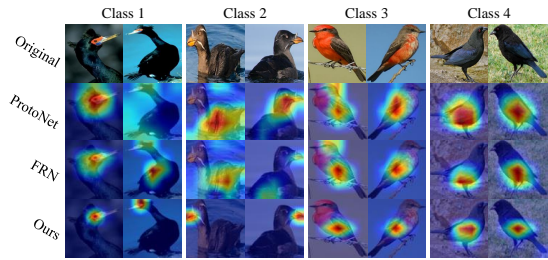 Class 1 Class 2 Class 3 Class 4
Original
ProtoNet
FRN
Ours